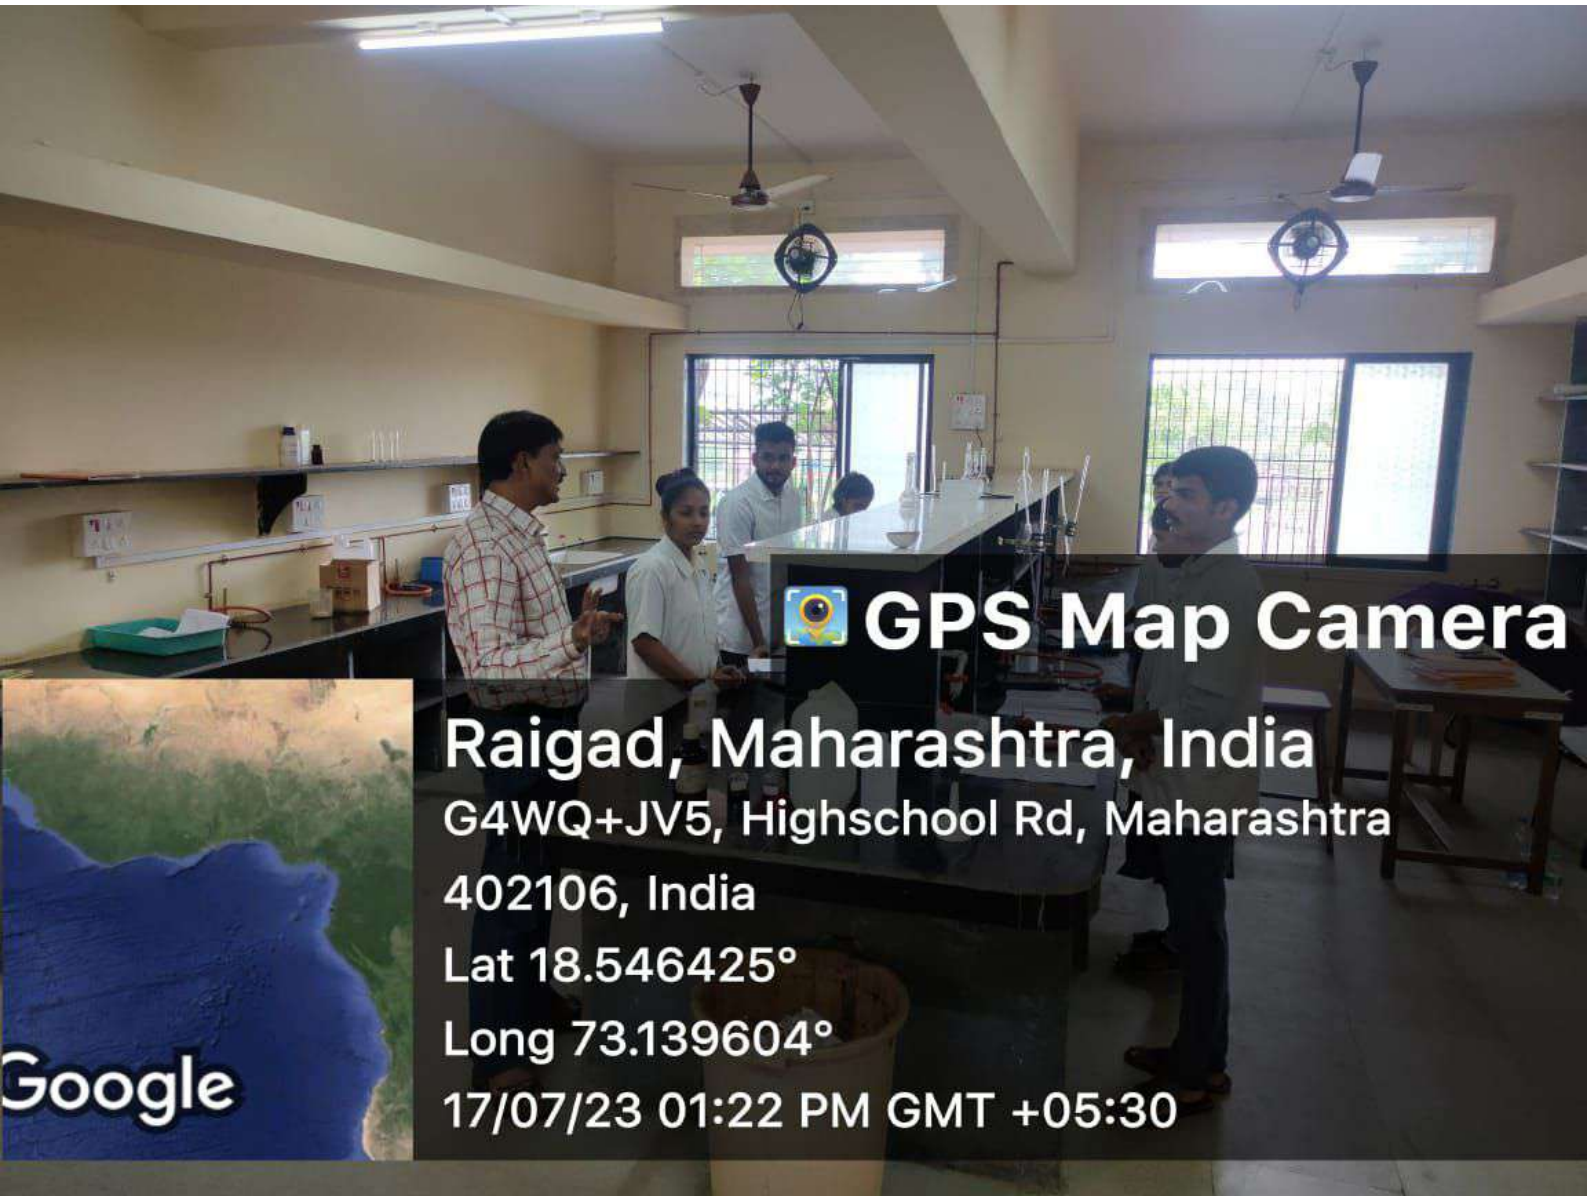 GPS Map Camera
Raigad, Maharashtra, India
G4WQ+JV5, Highschool Rd, Maharashtra
402106, India
Lat 18.546425°
Long 73.139604°
17/07/23 01:22 PM GMT +05:30
Google